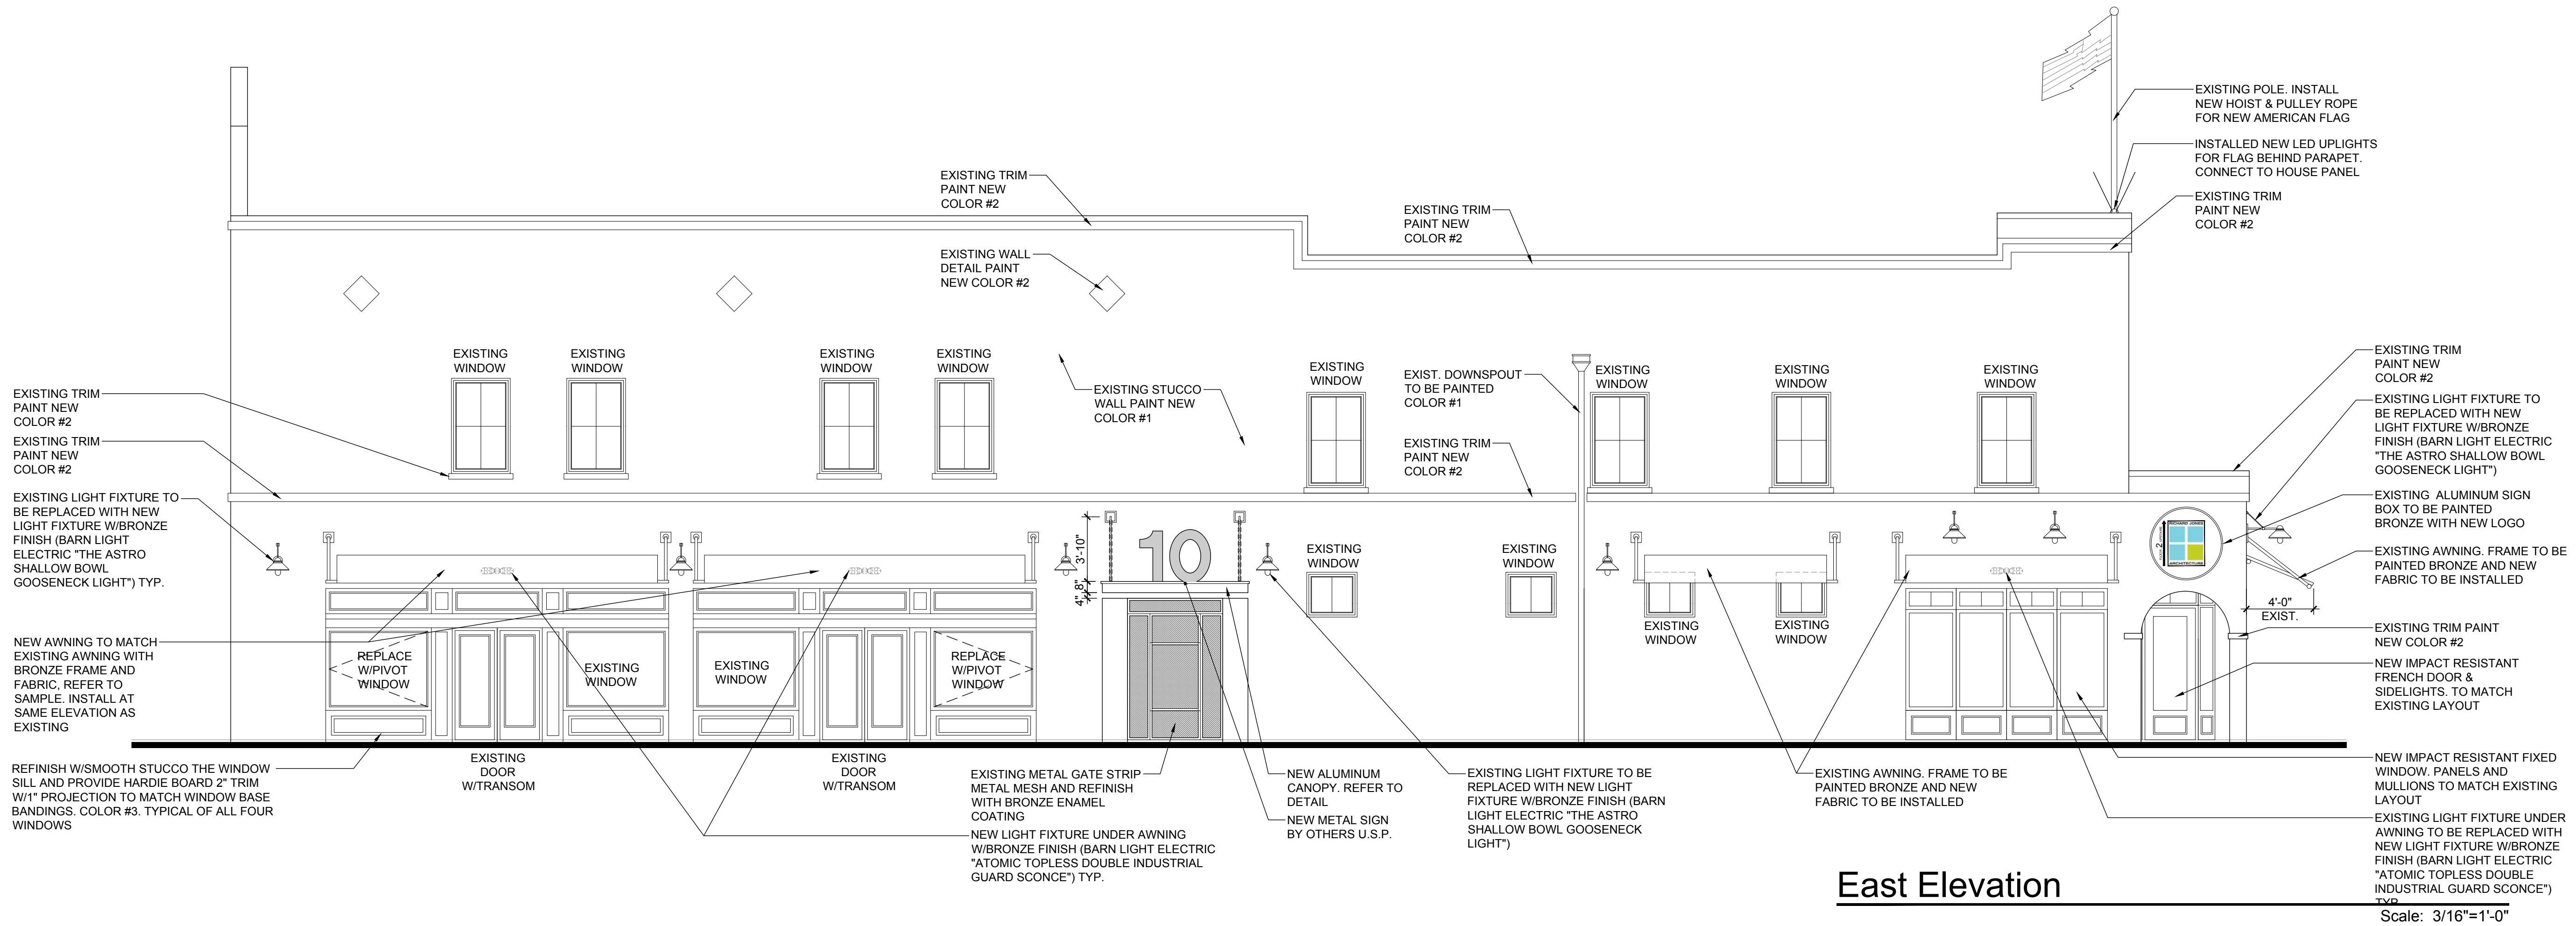 EXISTING POLE. INSTALL
NEW HOIST & PULLEY ROPE
FOR NEW AMERICAN FLAG
INSTALLED NEW LED UPLIGHTS
FOR FLAG BEHIND PARAPET.
CONNECT TO HOUSE PANEL
EXISTING TRIM
PAINT NEW
COLOR #2
EXISTING TRIM
PAINT NEW
COLOR #2
EXISTING TRIM
PAINT NEW
COLOR #2
EXISTING WALL
DETAIL PAINT
NEW COLOR #2
EXISTING
WINDOW
EXISTING
WINDOW
EXISTING
WINDOW
EXISTING
WINDOW
EXISTING
WINDOW
EXISTING
WINDOW
EXISTING
WINDOW
EXISTING
WINDOW
EXISTING STUCCO
WALL PAINT NEW
COLOR #1
EXIST. DOWNSPOUT
TO BE PAINTED
COLOR #1
EXISTING TRIM
PAINT NEW
COLOR #2
EXISTING TRIM
PAINT NEW
COLOR #2
EXISTING TRIM
PAINT NEW
COLOR #2
EXISTING LIGHT FIXTURE TO
BE REPLACED WITH NEW
LIGHT FIXTURE W/BRONZE
FINISH (BARN LIGHT
ELECTRIC "THE ASTRO
SHALLOW BOWL
GOOSENECK LIGHT") TYP.
NEW AWNING TO MATCH
EXISTING AWNING WITH
BRONZE FRAME AND
FABRIC, REFER TO
SAMPLE. INSTALL AT
SAME ELEVATION AS
EXISTING
REFINISH W/SMOOTH STUCCO THE WINDOW
SILL AND PROVIDE HARDIE BOARD 2" TRIM
W/1" PROJECTION TO MATCH WINDOW BASE
BANDINGS. COLOR #3. TYPICAL OF ALL FOUR
WINDOWS
REPLACE
W/PIVOT
WINDOW
EXISTING
WINDOW
EXISTING
WINDOW
REPLACE
W/PIVOT
WINDOW
EXISTING
DOOR
W/TRANSOM
EXISTING
DOOR
W/TRANSOM
3'-10"
8"
4"
10
EXISTING
WINDOW
EXISTING
WINDOW
EXISTING
WINDOW
EXISTING
WINDOW
EXISTING METAL GATE STRIP
METAL MESH AND REFINISH
WITH BRONZE ENAMEL
COATING
NEW LIGHT FIXTURE UNDER AWNING
W/BRONZE FINISH (BARN LIGHT ELECTRIC
"ATOMIC TOPLESS DOUBLE INDUSTRIAL
GUARD SCONCE") TYP.
NEW ALUMINUM
CANOPY. REFER TO
DETAIL
NEW METAL SIGN
BY OTHERS U.S.P.
EXISTING LIGHT FIXTURE TO BE
REPLACED WITH NEW LIGHT
FIXTURE W/BRONZE FINISH (BARN
LIGHT ELECTRIC "THE ASTRO
SHALLOW BOWL GOOSENECK
LIGHT")
EXISTING AWNING. FRAME TO BE
PAINTED BRONZE AND NEW
FABRIC TO BE INSTALLED
EXISTING TRIM
PAINT NEW
COLOR #2
EXISTING LIGHT FIXTURE TO
BE REPLACED WITH NEW
LIGHT FIXTURE W/BRONZE
FINISH (BARN LIGHT ELECTRIC
"THE ASTRO SHALLOW BOWL
GOOSENECK LIGHT")
EXISTING ALUMINUM SIGN
BOX TO BE PAINTED
BRONZE WITH NEW LOGO
RICHARD JONES
2
ARCHITECTURE
EXISTING AWNING. FRAME TO BE
PAINTED BRONZE AND NEW
FABRIC TO BE INSTALLED
4'-0"
EXIST.
EXISTING TRIM PAINT
NEW COLOR #2
NEW IMPACT RESISTANT
FRENCH DOOR &
SIDELIGHTS. TO MATCH
EXISTING LAYOUT
NEW IMPACT RESISTANT FIXED
WINDOW. PANELS AND
MULLIONS TO MATCH EXISTING
LAYOUT
EXISTING LIGHT FIXTURE UNDER
AWNING TO BE REPLACED WITH
NEW LIGHT FIXTURE W/BRONZE
FINISH (BARN LIGHT ELECTRIC
"ATOMIC TOPLESS DOUBLE
INDUSTRIAL GUARD SCONCE")
TYP.
East Elevation
Scale: 3/16"=1'-0"